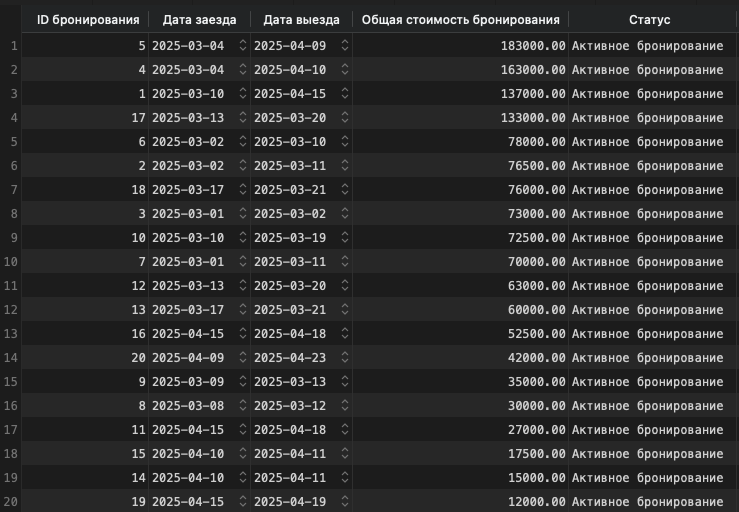 ID бронирования Дата заезда Дата выезда Общая стоимость бронирования Статус
1 5 2025-03-04 2025-04-09 183000.00 Активное бронирование
2 4 2025-03-04 2025-04-10 163000.00 Активное бронирование
3 1 2025-03-10 2025-04-15 137000.00 Активное бронирование
4 17 2025-03-13 2025-03-20 133000.00 Активное бронирование
5 6 2025-03-02 2025-03-10 78000.00 Активное бронирование
6 2 2025-03-02 2025-03-11 76500.00 Активное бронирование
7 18 2025-03-17 2025-03-21 76000.00 Активное бронирование
8 3 2025-03-01 2025-03-02 73000.00 Активное бронирование
9 10 2025-03-10 2025-03-19 72500.00 Активное бронирование
10 7 2025-03-01 2025-03-11 70000.00 Активное бронирование
11 12 2025-03-13 2025-03-20 63000.00 Активное бронирование
12 13 2025-03-17 2025-03-21 60000.00 Активное бронирование
13 16 2025-04-15 2025-04-18 52500.00 Активное бронирование
14 20 2025-04-09 2025-04-23 42000.00 Активное бронирование
15 9 2025-03-09 2025-03-13 35000.00 Активное бронирование
16 8 2025-03-08 2025-03-12 30000.00 Активное бронирование
17 11 2025-04-15 2025-04-18 27000.00 Активное бронирование
18 15 2025-04-10 2025-04-11 17500.00 Активное бронирование
19 14 2025-04-10 2025-04-11 15000.00 Активное бронирование
20 19 2025-04-15 2025-04-19 12000.00 Активное бронирование